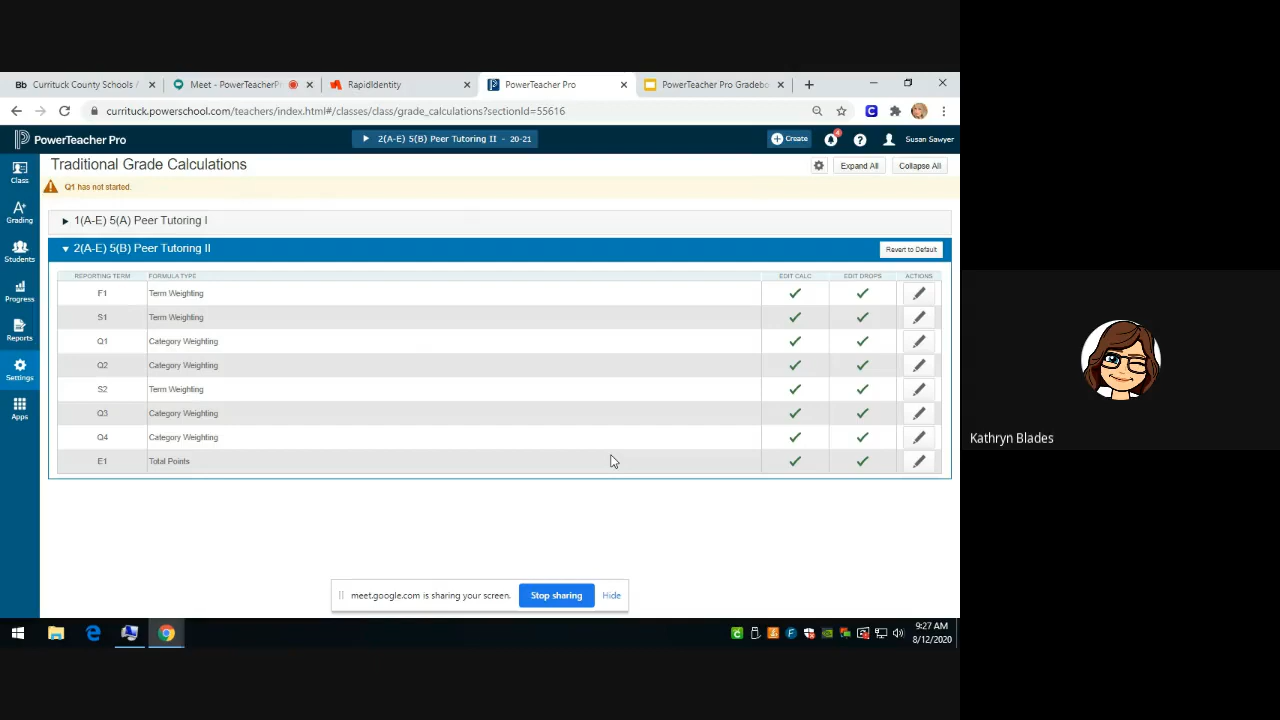 Bb Currituck County Schools /
Meet - PowerTeacherPr
RapidIdentity
PowerTeacher Pro
PowerTeacher Pro Gradebo
currituck.powerschool.com/teachers/index.html#/classes/class/grade_calculations?sectionId=55616
PowerTeacher Pro
2(A-E) 5(B) Peer Tutoring II - 20-21
Create
Susan Sawyer
Class
Grading
Students
Progress
Reports
Settings
Apps
Traditional Grade Calculations
Expand All
Collapse All
Q1 has not started.
1(A-E) 5(A) Peer Tutoring I
2(A-E) 5(B) Peer Tutoring II
Revert to Default
REPORTING TERM FORMULA TYPE EDIT CALC EDIT DROPS ACTIONS
F1 Term Weighting
S1 Term Weighting
Q1 Category Weighting
Q2 Category Weighting
S2 Term Weighting
Q3 Category Weighting
Q4 Category Weighting
E1 Total Points
meet.google.com is sharing your screen.
Stop sharing
Hide
9:27 AM
8/12/2020
Kathryn Blades